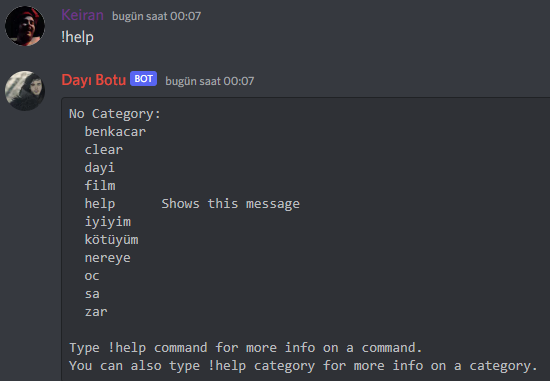 Keiran bugün saat 00:07
!help
Dayı Botu BOT bugün saat 00:07
No Category:
benkacar
clear
dayi
film
help Shows this message
iyiyim
kötüyüm
nereye
oc
sa
zar
Type !help command for more info on a command.
You can also type !help category for more info on a category.